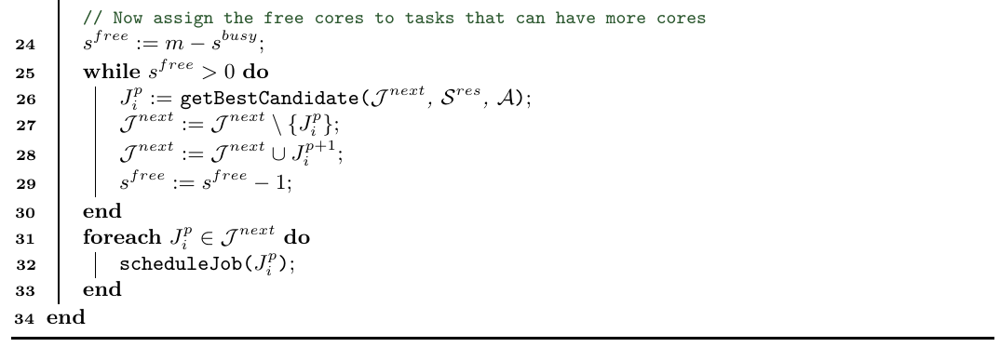 // Now assign the free cores to tasks that can have more cores
24 s^{free} := m − s^{busy};
25 while s^{free} > 0 do
26 J_i^p := getBestCandidate(𝒥^{next}, 𝒮^{res}, 𝒜);
27 𝒥^{next} := 𝒥^{next} \ {J_i^p};
28 𝒥^{next} := 𝒥^{next} ∪ J_i^{p+1};
29 s^{free} := s^{free} − 1;
30 end
31 foreach J_i^p ∈ 𝒥^{next} do
32 scheduleJob(J_i^p);
33 end
34 end